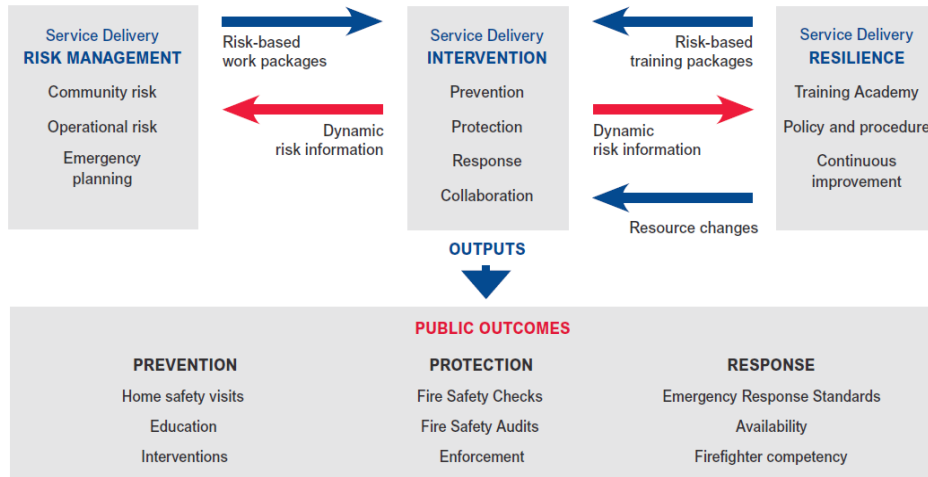 Service Delivery
RISK MANAGEMENT
Community risk
Operational risk
Emergency
planning
Risk-based
work packages
Dynamic
risk information
Service Delivery
INTERVENTION
Prevention
Protection
Response
Collaboration
Risk-based
training packages
Dynamic
risk information
Resource changes
Service Delivery
RESILIENCE
Training Academy
Policy and procedure
Continuous
improvement
OUTPUTS
PUBLIC OUTCOMES
PREVENTION
Home safety visits
Education
Interventions
PROTECTION
Fire Safety Checks
Fire Safety Audits
Enforcement
RESPONSE
Emergency Response Standards
Availability
Firefighter competency